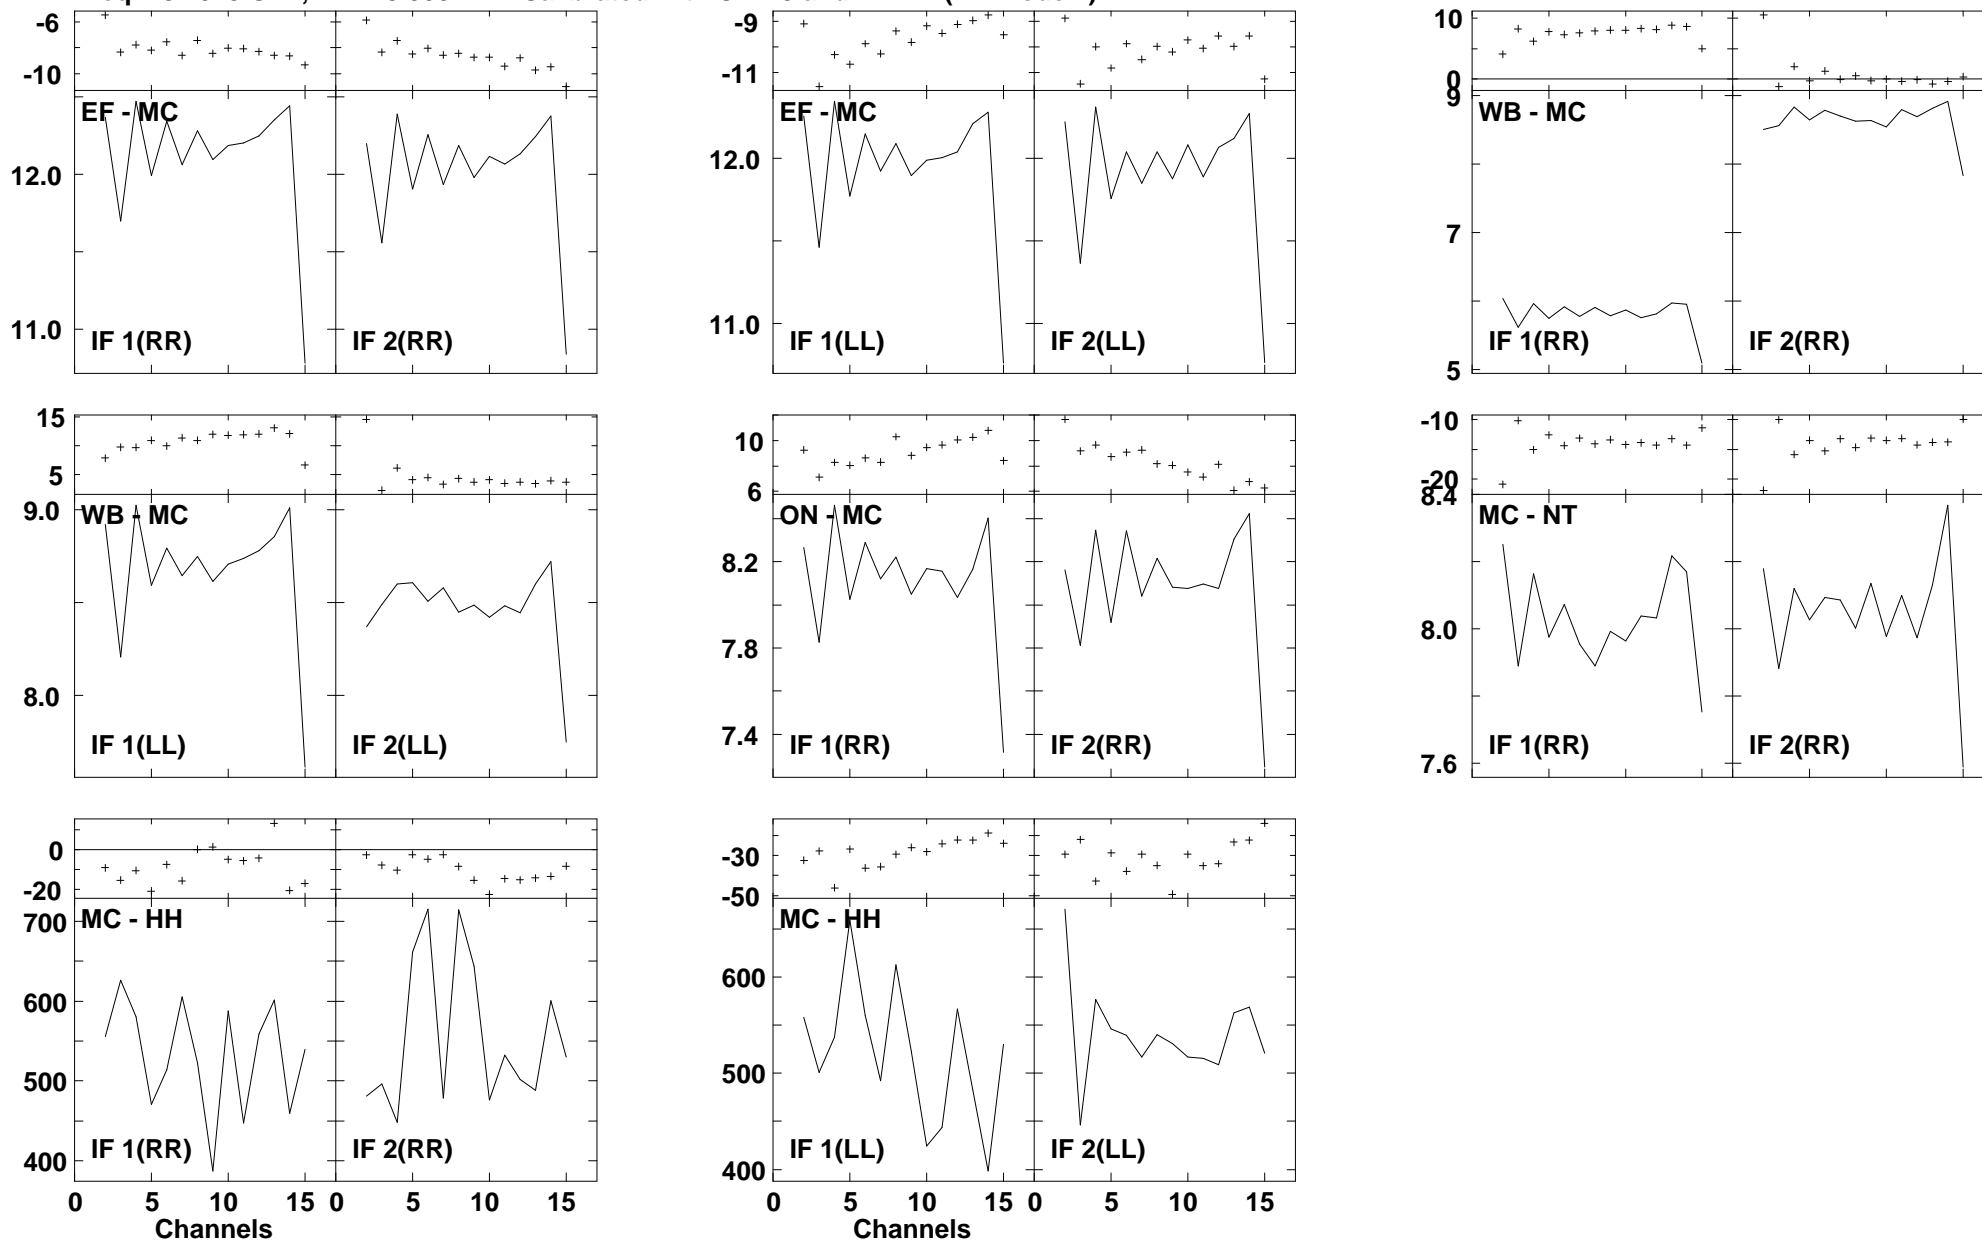 -6
-10
EF - MC
12.0
11.0
IF 1(RR)
IF 2(RR)
-9
-11
EF - MC
12.0
11.0
IF 1(LL)
IF 2(LL)
10
0
9
WB - MC
7
5
IF 1(RR)
IF 2(RR)
15
5
9.0
WB - MC
8.0
IF 1(LL)
IF 2(LL)
10
6
ON - MC
8.2
7.8
7.4
IF 1(RR)
IF 2(RR)
-10
-20
8.4
MC - NT
8.0
7.6
IF 1(RR)
IF 2(RR)
0
-20
700
MC - HH
600
500
400
IF 1(RR)
IF 2(RR)
0 5 10 15 0 5 10 15
Channels
-30
-50
MC - HH
600
500
400
IF 1(LL)
IF 2(LL)
0 5 10 15 0 5 10 15
Channels